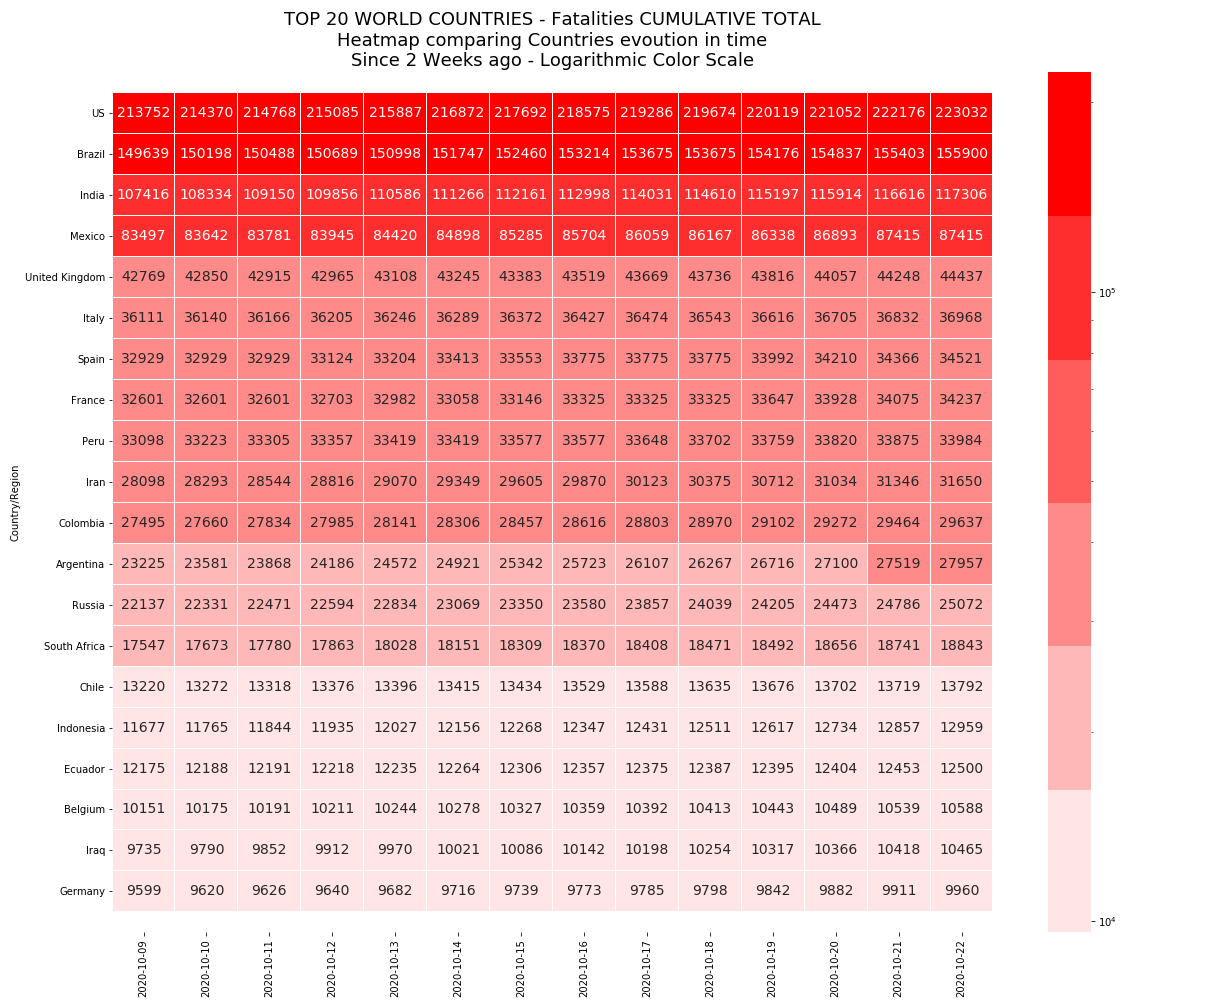 TOP 20 WORLD COUNTRIES - Fatalities CUMULATIVE TOTAL
Heatmap comparing Countries evoution in time
Since 2 Weeks ago - Logarithmic Color Scale
US 213752 214370 214768 215085 215887 216872 217692 218575 219286 219674 220119 221052 222176 223032
Brazil 149639 150198 150488 150689 150998 151747 152460 153214 153675 153675 154176 154837 155403 155900
India 107416 108334 109150 109856 110586 111266 112161 112998 114031 114610 115197 115914 116616 117306
Mexico 83497 83642 83781 83945 84420 84898 85285 85704 86059 86167 86338 86893 87415 87415
United Kingdom 42769 42850 42915 42965 43108 43245 43383 43519 43669 43736 43816 44057 44248 44437
Italy 36111 36140 36166 36205 36246 36289 36372 36427 36474 36543 36616 36705 36832 36968
Spain 32929 32929 32929 33124 33204 33413 33553 33775 33775 33775 33992 34210 34366 34521
France 32601 32601 32601 32703 32982 33058 33146 33325 33325 33325 33647 33928 34075 34237
Peru 33098 33223 33305 33357 33419 33419 33577 33577 33648 33702 33759 33820 33875 33984
Iran 28098 28293 28544 28816 29070 29349 29605 29870 30123 30375 30712 31034 31346 31650
Colombia 27495 27660 27834 27985 28141 28306 28457 28616 28803 28970 29102 29272 29464 29637
Argentina 23225 23581 23868 24186 24572 24921 25342 25723 26107 26267 26716 27100 27519 27957
Russia 22137 22331 22471 22594 22834 23069 23350 23580 23857 24039 24205 24473 24786 25072
South Africa 17547 17673 17780 17863 18028 18151 18309 18370 18408 18471 18492 18656 18741 18843
Chile 13220 13272 13318 13376 13396 13415 13434 13529 13588 13635 13676 13702 13719 13792
Indonesia 11677 11765 11844 11935 12027 12156 12268 12347 12431 12511 12617 12734 12857 12959
Ecuador 12175 12188 12191 12218 12235 12264 12306 12357 12375 12387 12395 12404 12453 12500
Belgium 10151 10175 10191 10211 10244 10278 10327 10359 10392 10413 10443 10489 10539 10588
Iraq 9735 9790 9852 9912 9970 10021 10086 10142 10198 10254 10317 10366 10418 10465
Germany 9599 9620 9626 9640 9682 9716 9739 9773 9785 9798 9842 9882 9911 9960
2020-10-09 2020-10-10 2020-10-11 2020-10-12 2020-10-13 2020-10-14 2020-10-15 2020-10-16 2020-10-17 2020-10-18 2020-10-19 2020-10-20 2020-10-21 2020-10-22
Country/Region
10⁵
10⁴